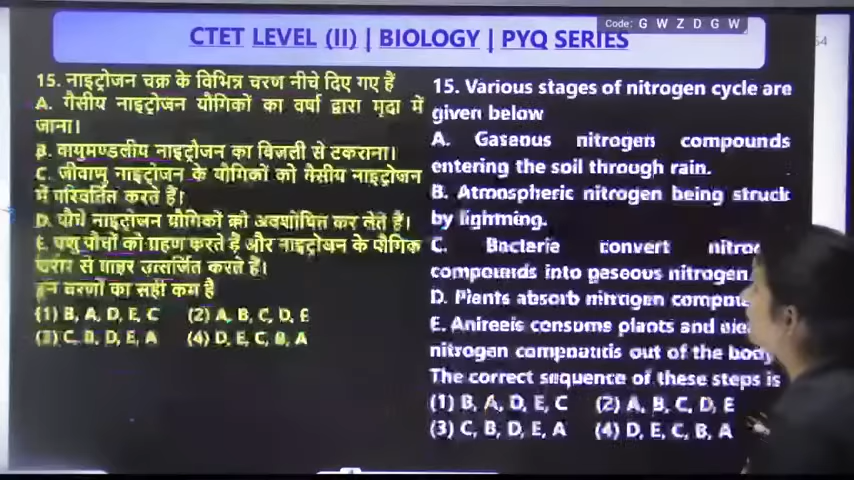 Code: G W Z D G W
54
CTET LEVEL (II) | BIOLOGY | PYQ SERIES
15. नाइट्रोजन चक्र के विभिन्न चरण नीचे दिए गए हैं
A. गैसीय नाइट्रोजन यौगिकों का वर्षा द्वारा मृदा में
जाना।
B. वायुमण्डलीय नाइट्रोजन का बिजली से टकराना।
C. जीवाणु नाइट्रोजन के यौगिकों को गैसीय नाइट्रोजन
में परिवर्तित करते हैं।
D. पौधे नाइट्रोजन यौगिकों को अवशोषित कर लेते हैं।
E. पशु पौधों को ग्रहण करते हैं और नाइट्रोजन के यौगिक
शरीर से बाहर उत्सर्जित करते हैं।
इन चरणों का सही क्रम है
(1) B, A, D, E, C (2) A, B, C, D, E
(3) C, B, D, E, A (4) D, E, C, B, A
15. Various stages of nitrogen cycle are
given below
A. Gaseous nitrogen compounds
entering the soil through rain.
B. Atmospheric nitrogen being struck
by lightning.
C. Bacteria convert
compounds into gaseous nitrogen.
D. Plants absorb nitrogen
E. Animals consume plants and
nitrogen compounds out of the body
The correct sequence of these steps is
(1) B, A, D, E, C (2) A, B, C, D, E
(3) C, B, D, E, A (4) D, E, C, B, A